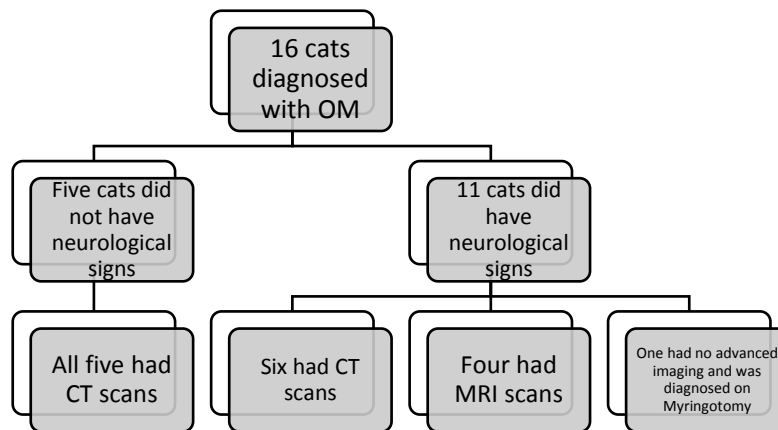 16 cats
diagnosed
with OM
Five cats did
not have
neurological
signs
11 cats did
have
neurological
signs
All five had
CT scans
Six had CT
scans
Four had
MRI scans
One had no advanced
imaging and was
diagnosed on
Myringotomy